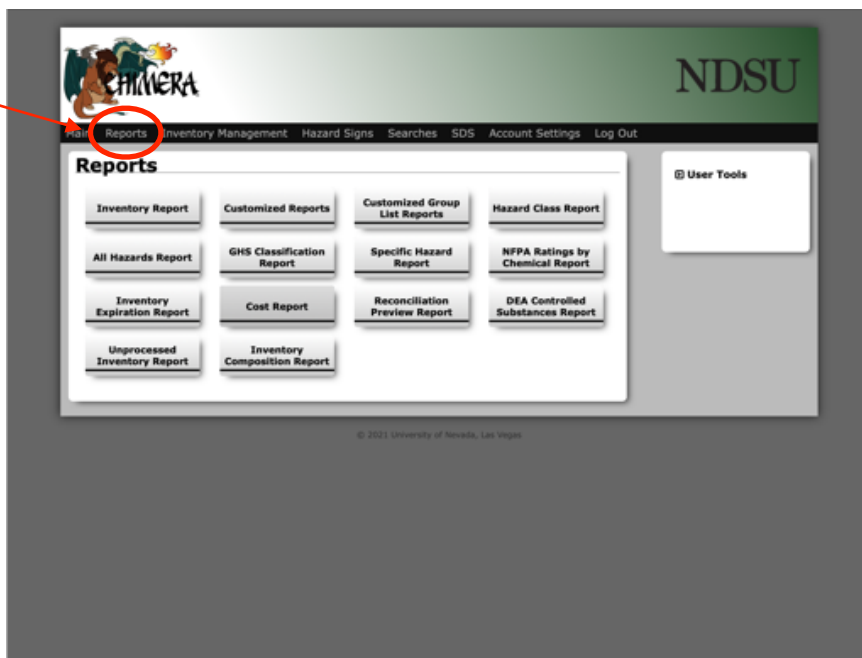 CHIMERA
NDSU
Main Reports Inventory Management Hazard Signs Searches SDS Account Settings Log Out
Reports
User Tools
Inventory Report
Customized Reports
Customized Group
List Reports
Hazard Class Report
All Hazards Report
GHS Classification
Report
Specific Hazard
Report
NFPA Ratings by
Chemical Report
Inventory
Expiration Report
Cost Report
Reconciliation
Preview Report
DEA Controlled
Substances Report
Unprocessed
Inventory Report
Inventory
Composition Report
© 2021 University of Nevada, Las Vegas